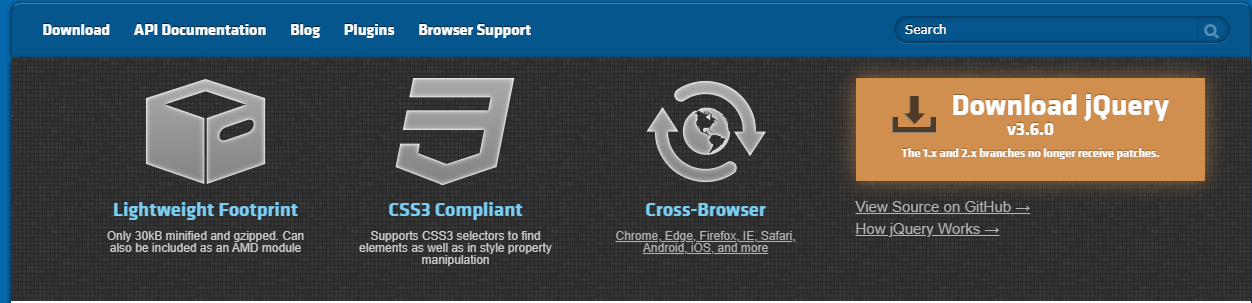 Download API Documentation Blog Plugins Browser Support Search
Download jQuery
v3.6.0
The 1.x and 2.x branches no longer receive patches.
Lightweight Footprint
Only 30kB minified and gzipped. Can
also be included as an AMD module
CSS3 Compliant
Supports CSS3 selectors to find
elements as well as in style property
manipulation
Cross-Browser
Chrome, Edge, Firefox, IE, Safari,
Android, iOS, and more
View Source on GitHub →
How jQuery Works →